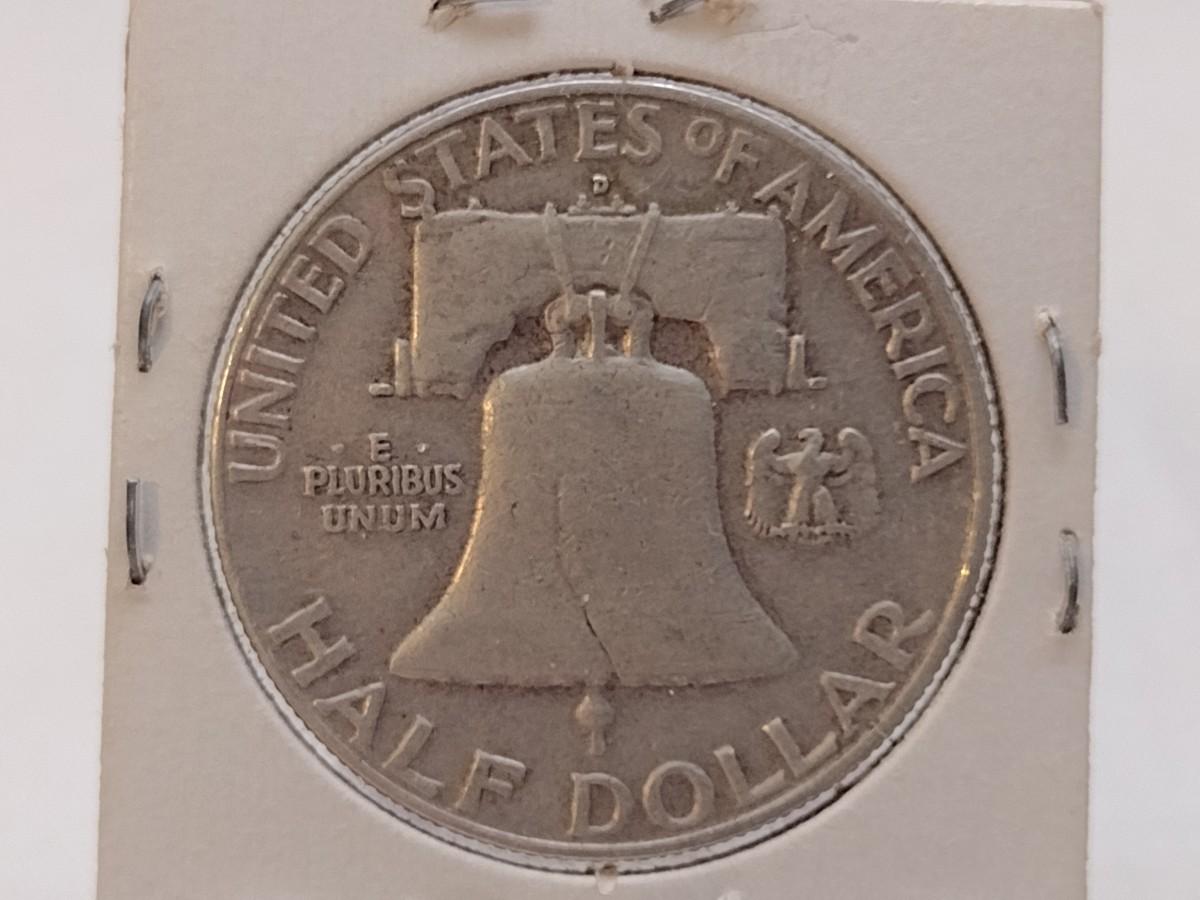 UNITED STATES OF AMERICA
D
E
PLURIBUS
UNUM
HALF DOLLAR